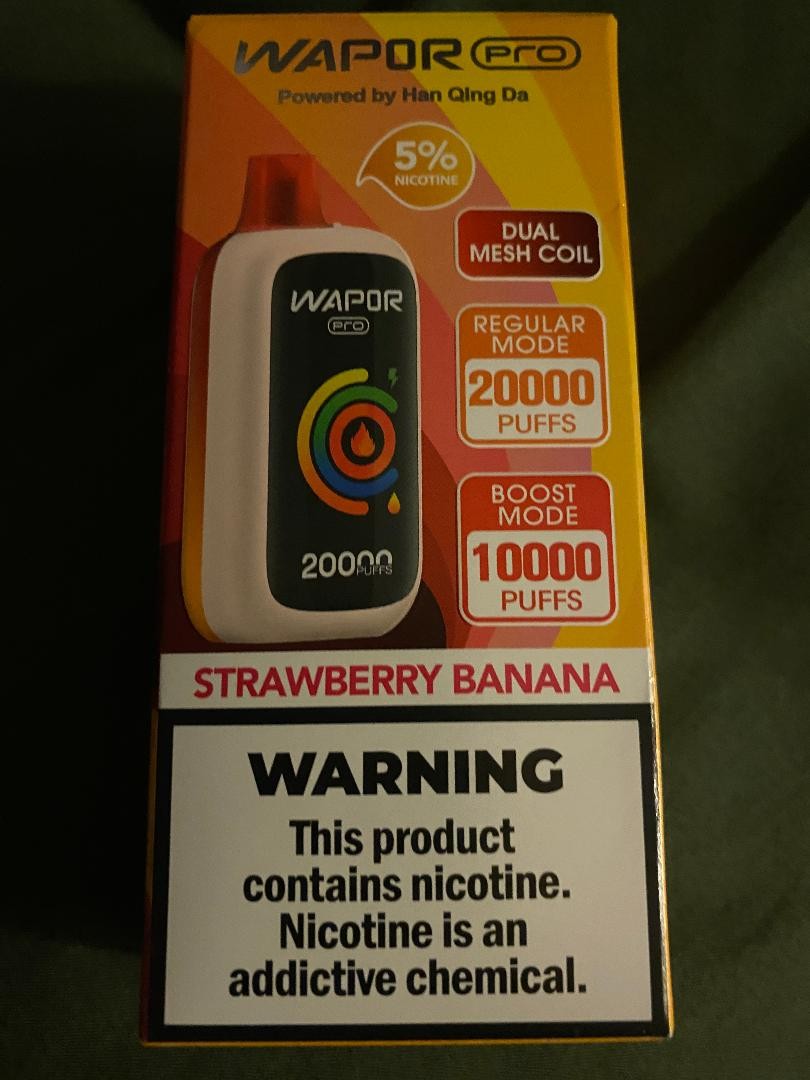 WAPOR PRO
Powered by Han Qing Da
5%
NICOTINE
DUAL
MESH COIL
WAPOR
PRO
REGULAR
MODE
20000
PUFFS
BOOST
MODE
10000
PUFFS
20000
PUFFS
STRAWBERRY BANANA
WARNING
This product
contains nicotine.
Nicotine is an
addictive chemical.